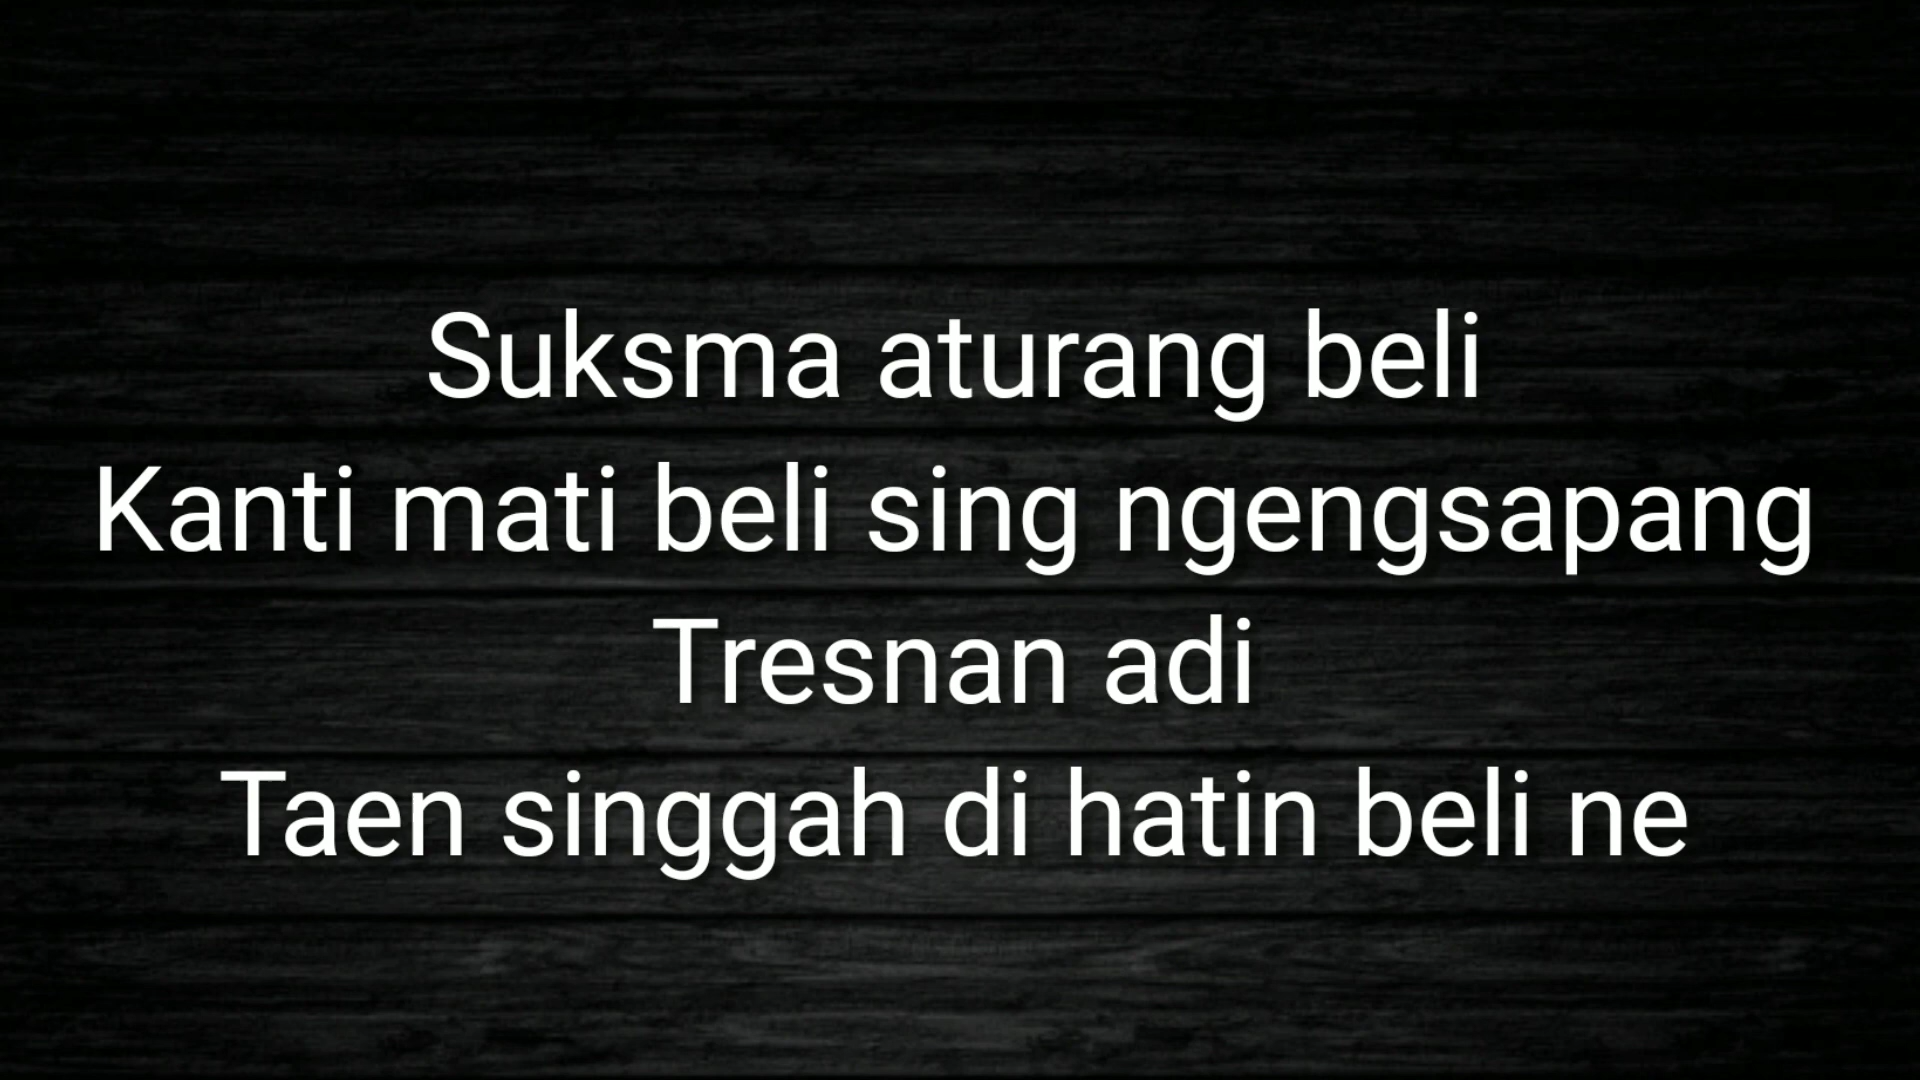 Suksma aturang beli
Kanti mati beli sing ngengsapang
Tresnan adi
Taen singgah di hatin beli ne